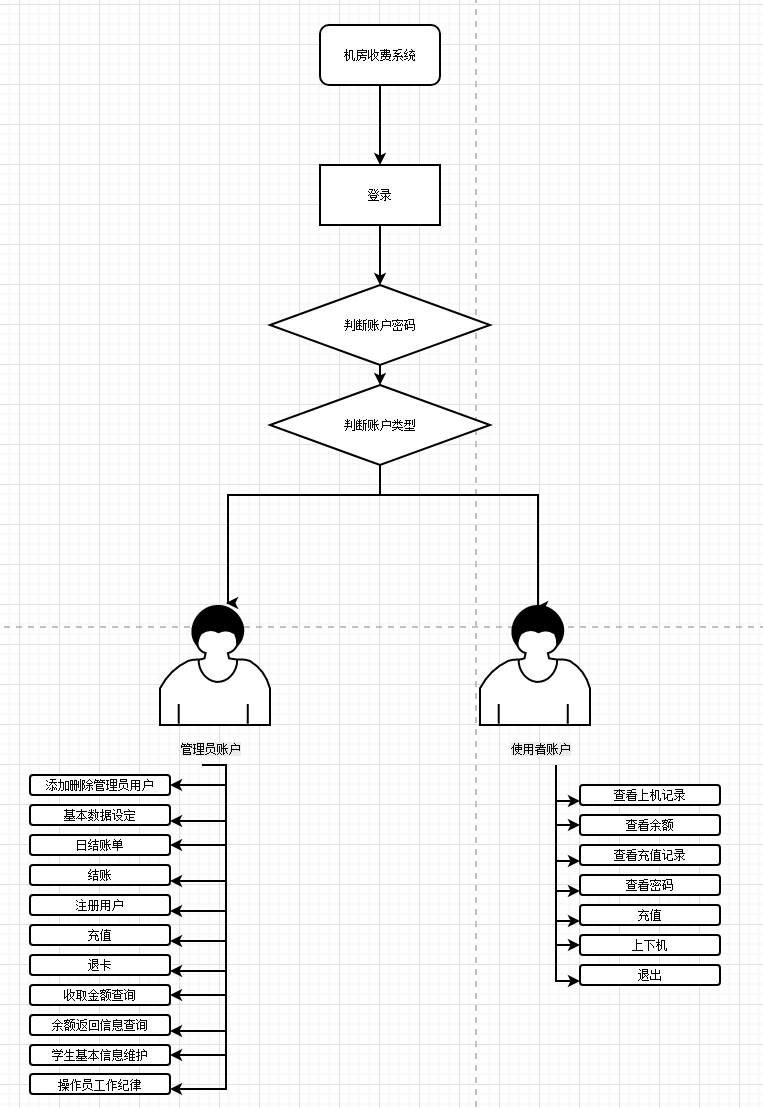 机房收费系统
登录
判断账户密码
判断账户类型
管理员账户
添加删除管理员用户
基本数据设定
日结账单
结账
注册用户
充值
退卡
收取金额查询
余额返回信息查询
学生基本信息维护
操作员工作纪律
使用者账户
查看上机记录
查看余额
查看充值记录
查看密码
充值
上下机
退出